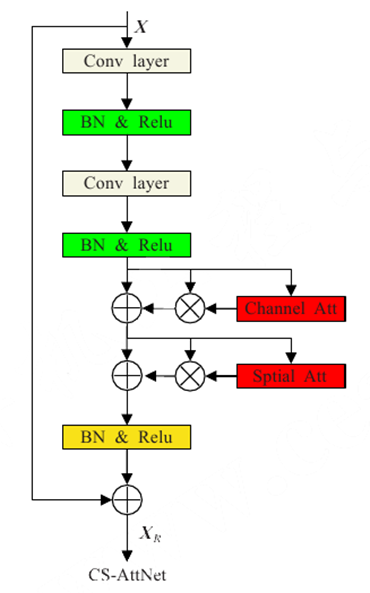 X
Conv layer
BN & Relu
Conv layer
BN & Relu
Channel Att
Sptial Att
BN & Relu
X_R
CS-AttNet